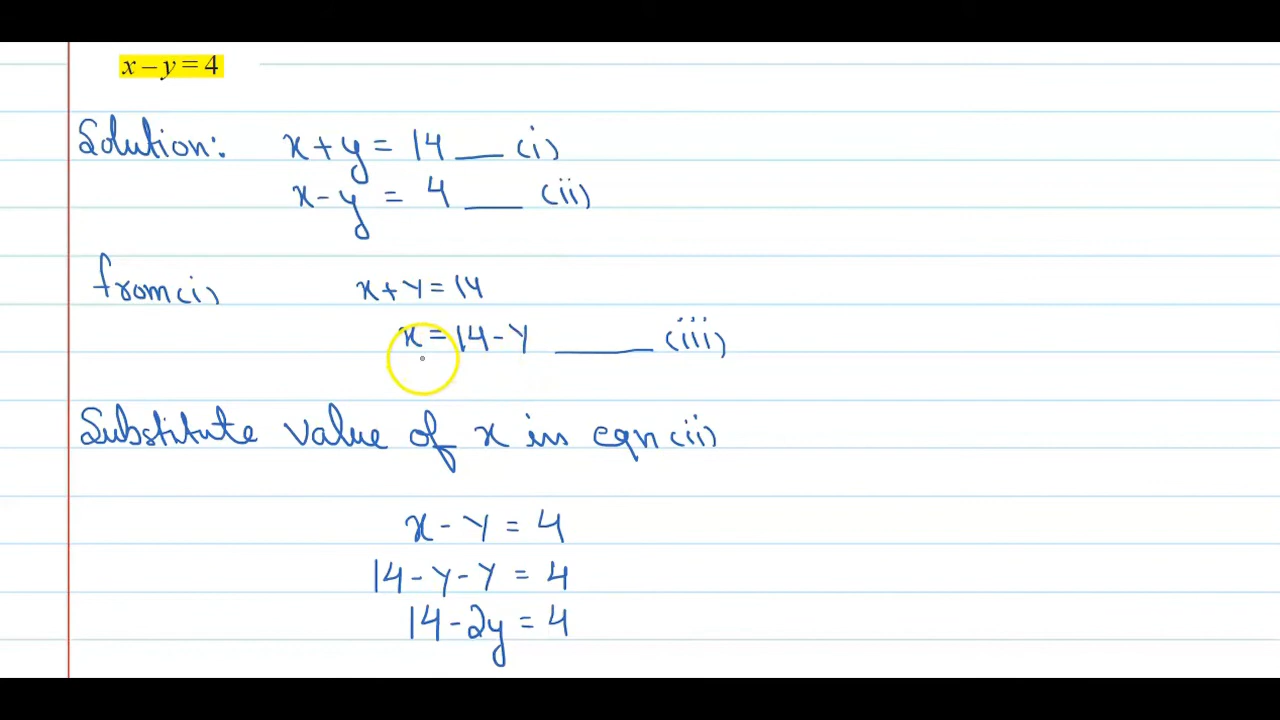 x – y = 4
Solution: x + y = 14 ___ (i)
x - y = 4 ___ (ii)
from (i) x + y = 14
x = 14 - y ______ (iii)
Substitute value of x in eqn (ii)
x - y = 4
14 - y - y = 4
14 - 2y = 4